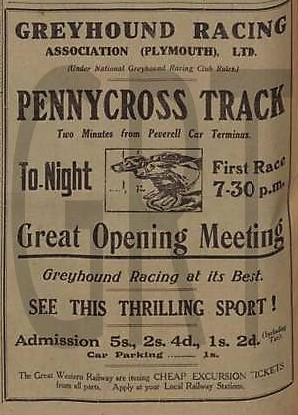 GREYHOUND RACING
ASSOCIATION (PLYMOUTH), LTD.
(Under National Greyhound Racing Club Rules.)
PENNYCROSS TRACK
Two Minutes from Peverell Car Terminus.
To-Night
First Race
7-30 p.m.
Great Opening Meeting
Greyhound Racing at its Best.
SEE THIS THRILLING SPORT!
Admission 5s., 2s. 4d., 1s. 2d. (Including Tax).
Car Parking ........ 1s.
The Great Western Railway are issuing CHEAP EXCURSION TICKETS
from all parts. Apply at your Local Railway Stations.